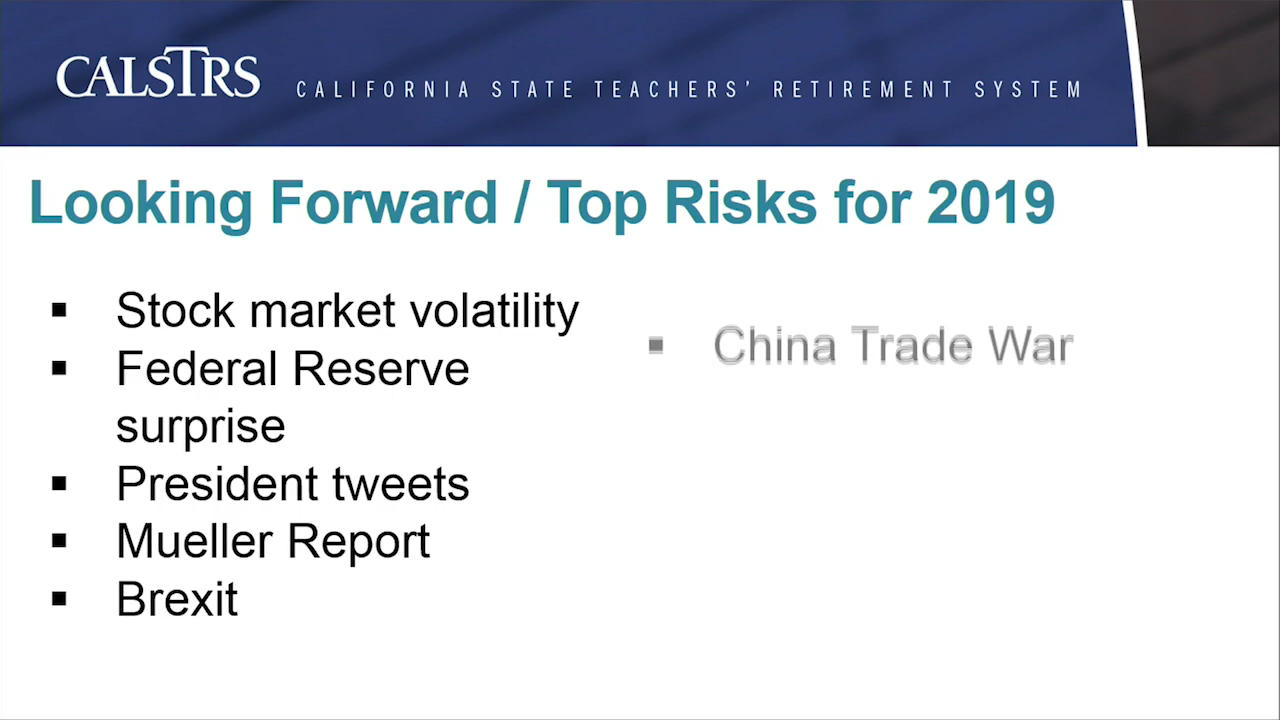 CALSTRS CALIFORNIA STATE TEACHERS' RETIREMENT SYSTEM
Looking Forward / Top Risks for 2019
▪ Stock market volatility
▪ Federal Reserve
surprise
▪ President tweets
▪ Mueller Report
▪ Brexit
▪ China Trade War